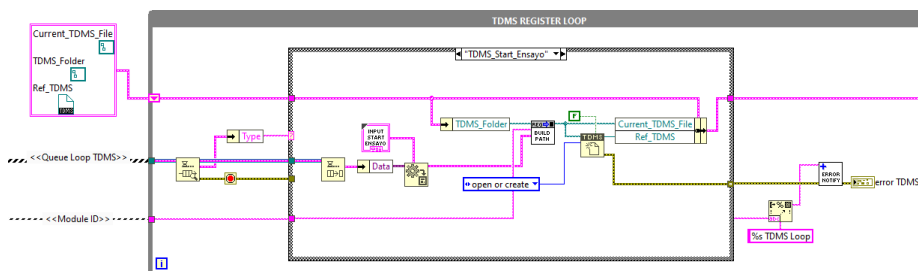 TDMS REGISTER LOOP
Current_TDMS_File
TDMS_Folder
Ref_TDMS
TDMS
"TDMS_Start_Ensayo"
Type
<<Queue Loop TDMS>>
INPUT
START
ENSAYO
Data
TDMS_Folder
BUILD
PATH
F
TDMS
Current_TDMS_File
Ref_TDMS
open or create
<<Module ID>>
ERROR
NOTIFY
error TDMS
%s TDMS Loop
i